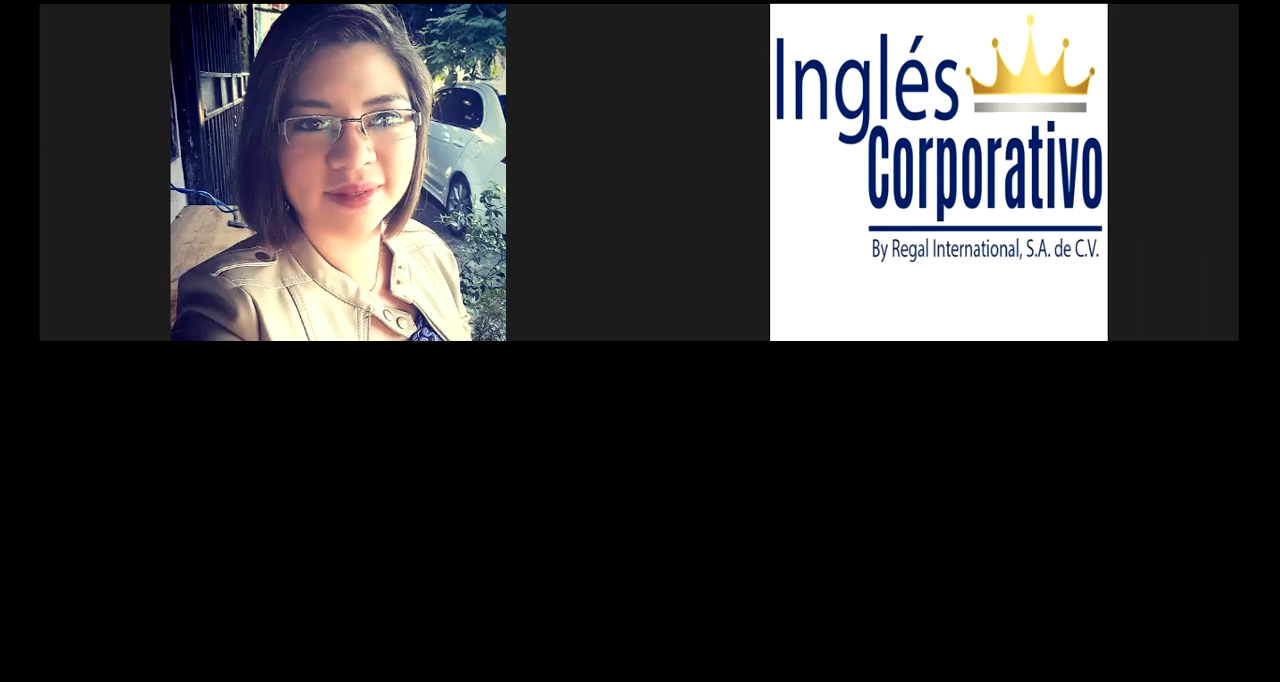 Inglés
Corporativo
By Regal International, S.A. de C.V.